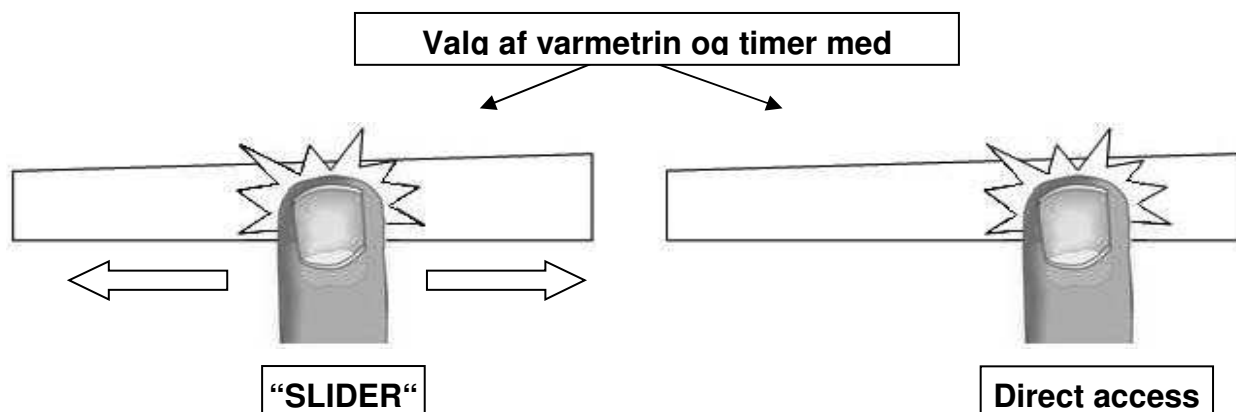 Valg af varmetrin og timer med
“SLIDER“
Direct access